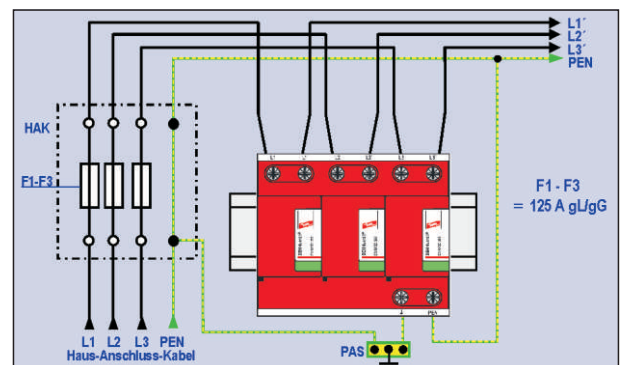 L1´
L2´
L3´
PEN
HAK
F1-F3
F1 - F3
= 125 A gL/gG
L1 L2 L3 PEN
Haus-Anschluss-Kabel
PEN
PAS